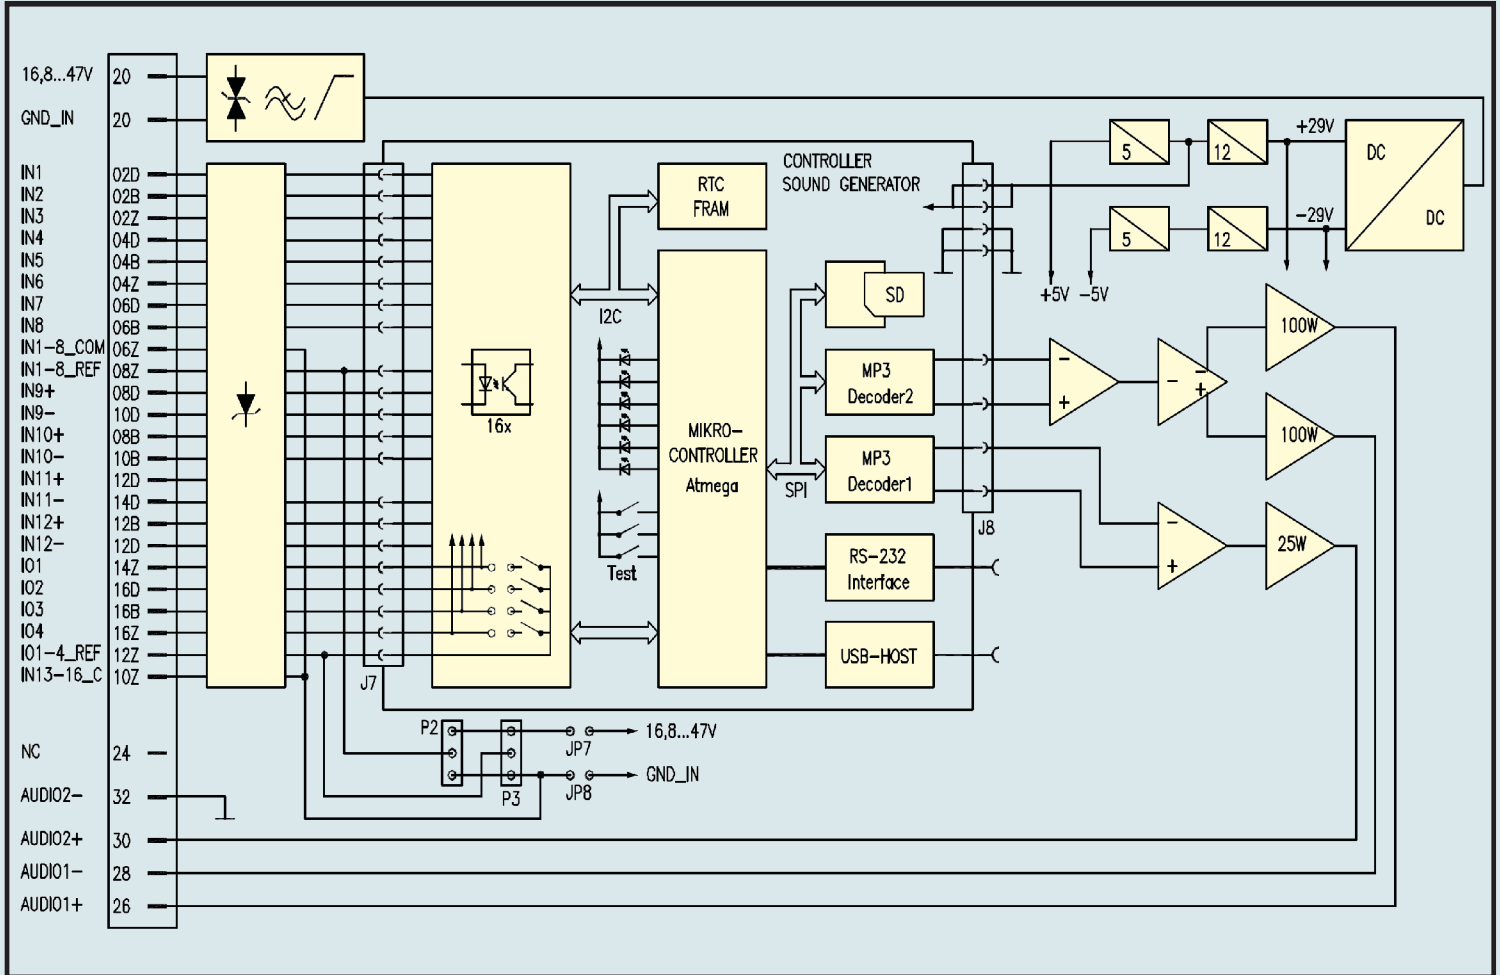 16,8...47V 20
GND_IN 20
IN1 02D
IN2 02B
IN3 02Z
IN4 04D
IN5 04B
IN6 04Z
IN7 06D
IN8 06B
IN1-8_COM 06Z
IN1-8_REF 08Z
IN9+ 08D
IN9- 10D
IN10+ 08B
IN10- 10B
IN11+ 12D
IN11- 14D
IN12+ 12B
IN12- 12D
IO1 14Z
IO2 16D
IO3 16B
IO4 16Z
IO1-4_REF 12Z
IN13-16_C 10Z
NC 24
AUDIO2- 32
AUDIO2+ 30
AUDIO1- 28
AUDIO1+ 26
J7
16x
P2
P3
JP7
16,8...47V
JP8
GND_IN
I2C
Test
RTC
FRAM
MIKRO-
CONTROLLER
Atmega
CONTROLLER
SOUND GENERATOR
SPI
SD
MP3
Decoder2
MP3
Decoder1
RS-232
Interface
USB-HOST
J8
5
12
+29V
DC
DC
5
12
-29V
+5V -5V
-
+
-
-
+
100W
100W
-
+
25W